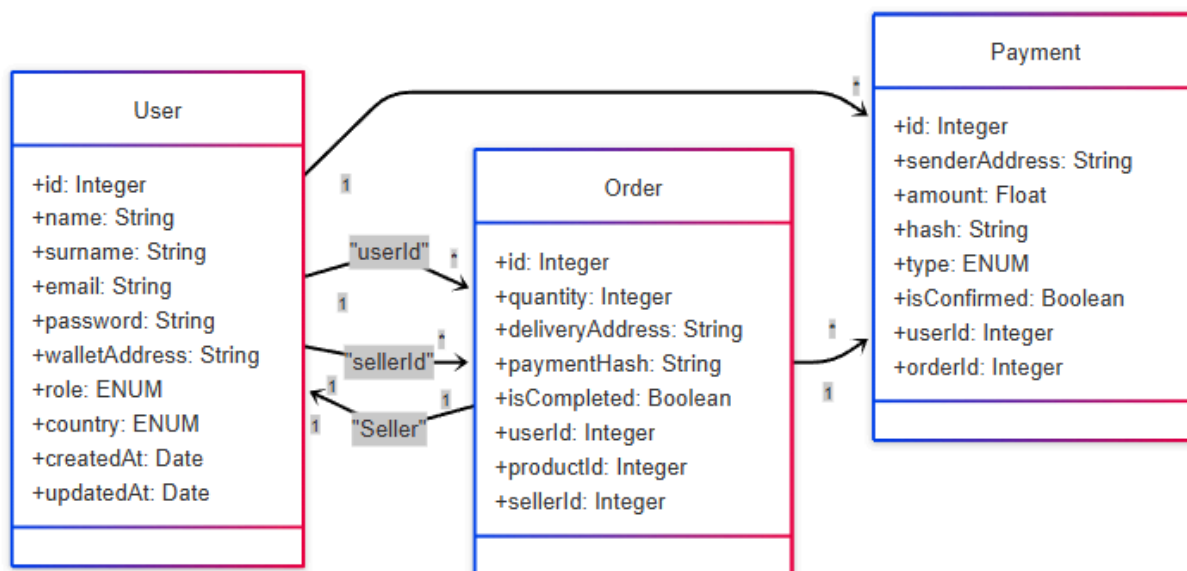 User
+id: Integer
+name: String
+surname: String
+email: String
+password: String
+walletAddress: String
+role: ENUM
+country: ENUM
+createdAt: Date
+updatedAt: Date
1
*
"userId"
*
1
"sellerId"
*
1
"Seller"
1
1
Order
+id: Integer
+quantity: Integer
+deliveryAddress: String
+paymentHash: String
+isCompleted: Boolean
+userId: Integer
+productId: Integer
+sellerId: Integer
*
1
Payment
+id: Integer
+senderAddress: String
+amount: Float
+hash: String
+type: ENUM
+isConfirmed: Boolean
+userId: Integer
+orderId: Integer